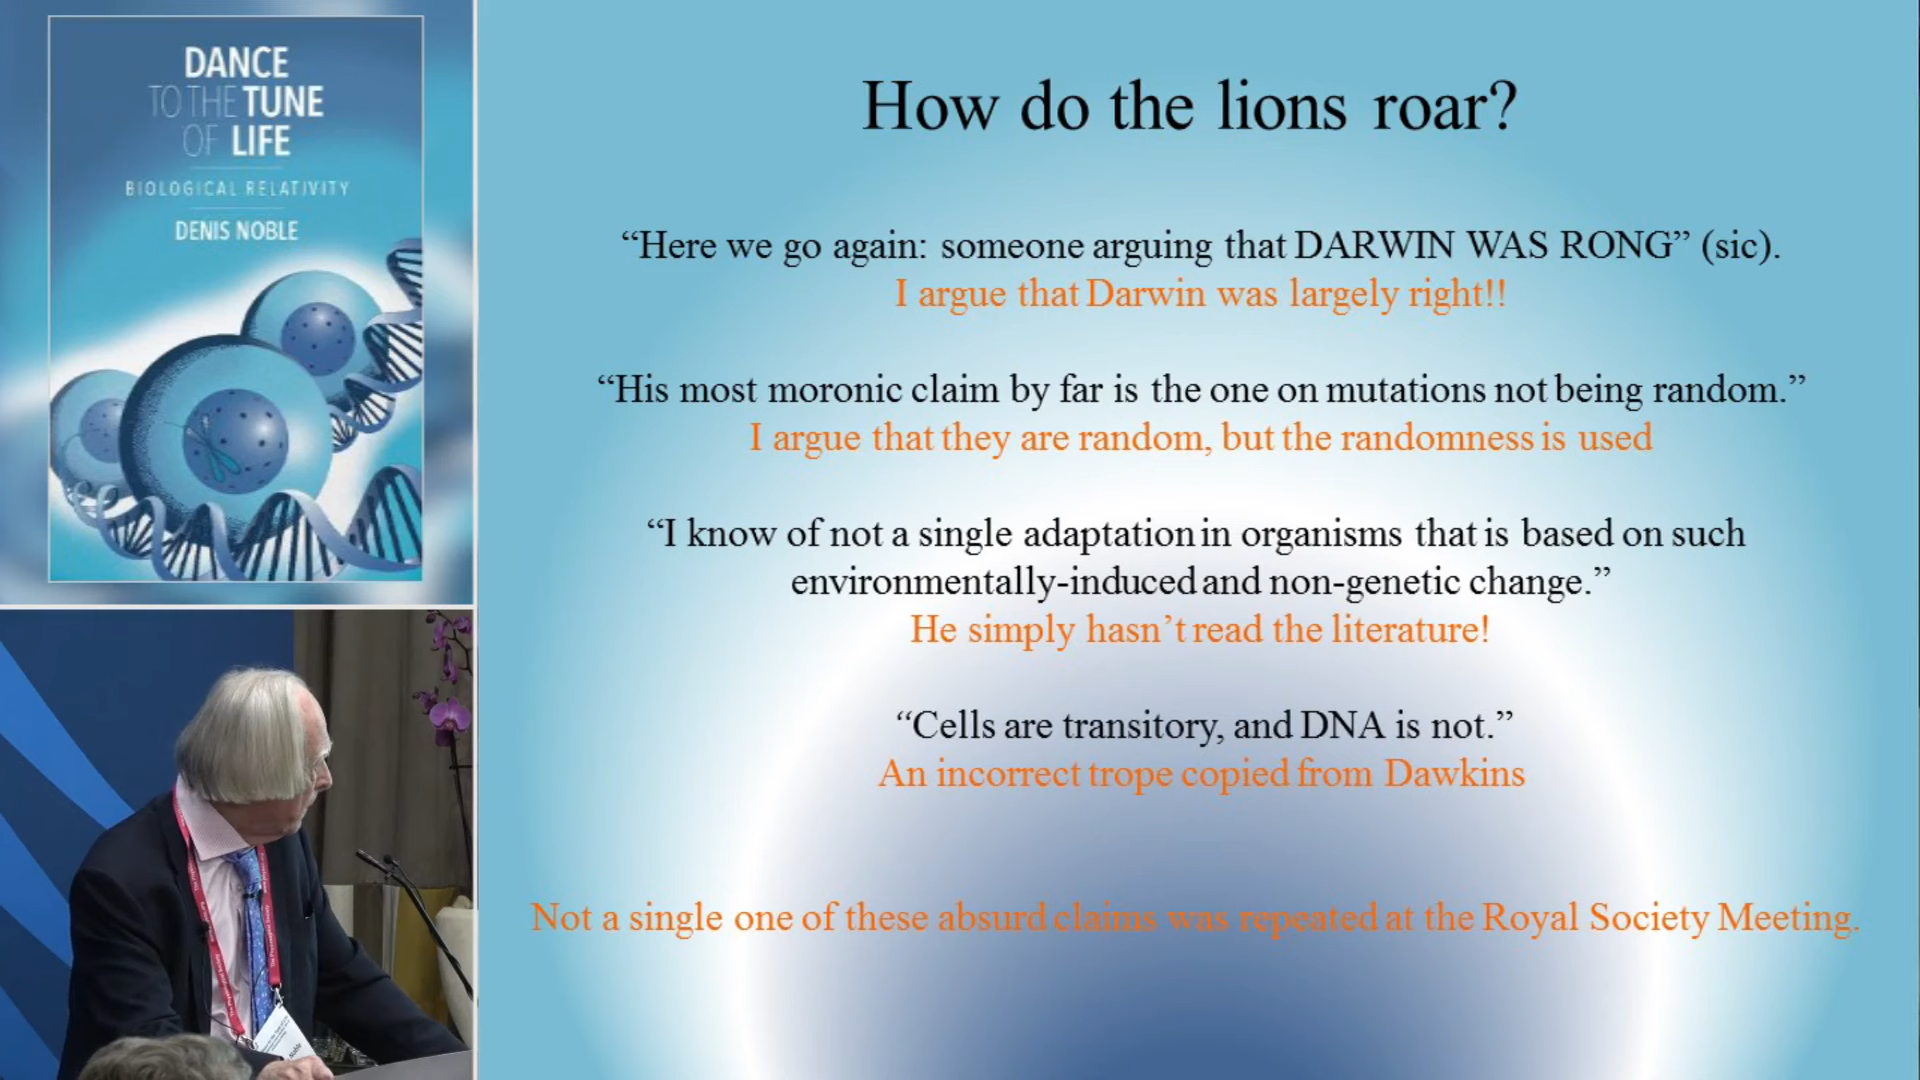 DANCE
TO THE TUNE
OF LIFE
BIOLOGICAL RELATIVITY
DENIS NOBLE
How do the lions roar?
“Here we go again: someone arguing that DARWIN WAS RONG” (sic).
I argue that Darwin was largely right!!
“His most moronic claim by far is the one on mutations not being random.”
I argue that they are random, but the randomness is used
“I know of not a single adaptation in organisms that is based on such
environmentally-induced and non-genetic change.”
He simply hasn’t read the literature!
“Cells are transitory, and DNA is not.”
An incorrect trope copied from Dawkins
Not a single one of these absurd claims was repeated at the Royal Society Meeting.